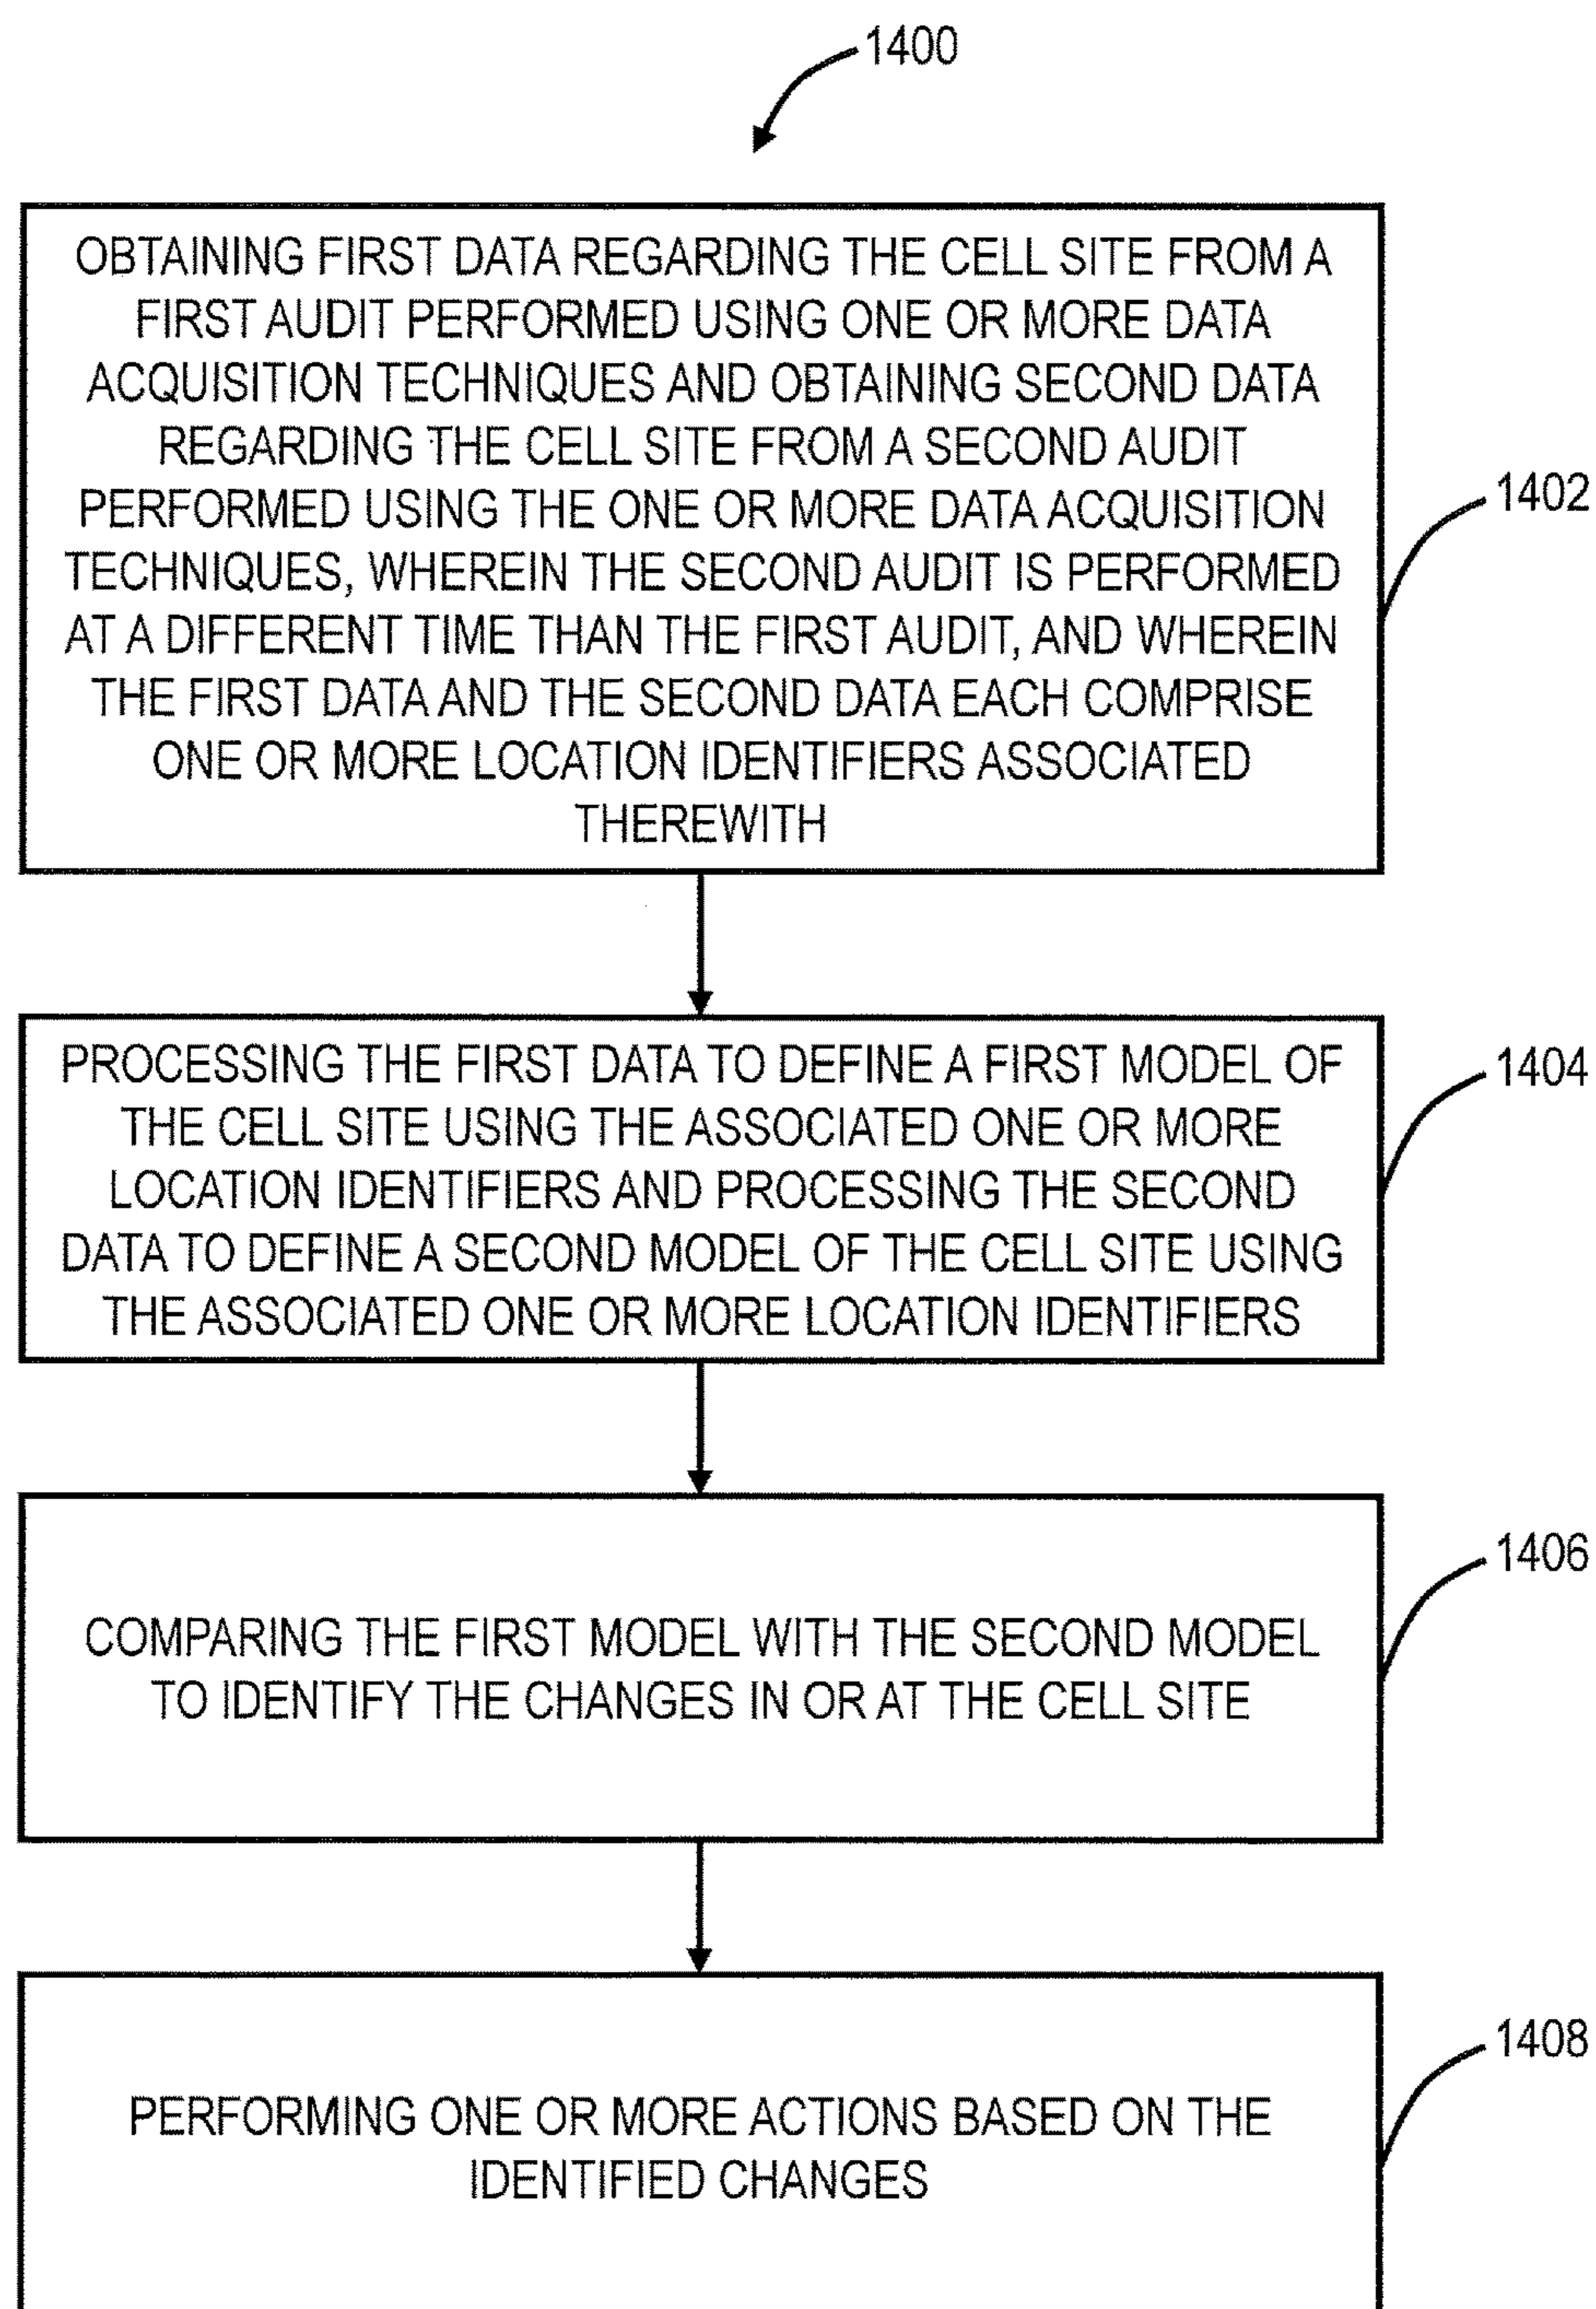 1400
OBTAINING FIRST DATA REGARDING THE CELL SITE FROM A
FIRST AUDIT PERFORMED USING ONE OR MORE DATA
ACQUISITION TECHNIQUES AND OBTAINING SECOND DATA
REGARDING THE CELL SITE FROM A SECOND AUDIT
PERFORMED USING THE ONE OR MORE DATA ACQUISITION
TECHNIQUES, WHEREIN THE SECOND AUDIT IS PERFORMED
AT A DIFFERENT TIME THAN THE FIRST AUDIT, AND WHEREIN
THE FIRST DATA AND THE SECOND DATA EACH COMPRISE
ONE OR MORE LOCATION IDENTIFIERS ASSOCIATED
THEREWITH
1402
PROCESSING THE FIRST DATA TO DEFINE A FIRST MODEL OF
THE CELL SITE USING THE ASSOCIATED ONE OR MORE
LOCATION IDENTIFIERS AND PROCESSING THE SECOND
DATA TO DEFINE A SECOND MODEL OF THE CELL SITE USING
THE ASSOCIATED ONE OR MORE LOCATION IDENTIFIERS
1404
COMPARING THE FIRST MODEL WITH THE SECOND MODEL
TO IDENTIFY THE CHANGES IN OR AT THE CELL SITE
1406
PERFORMING ONE OR MORE ACTIONS BASED ON THE
IDENTIFIED CHANGES
1408